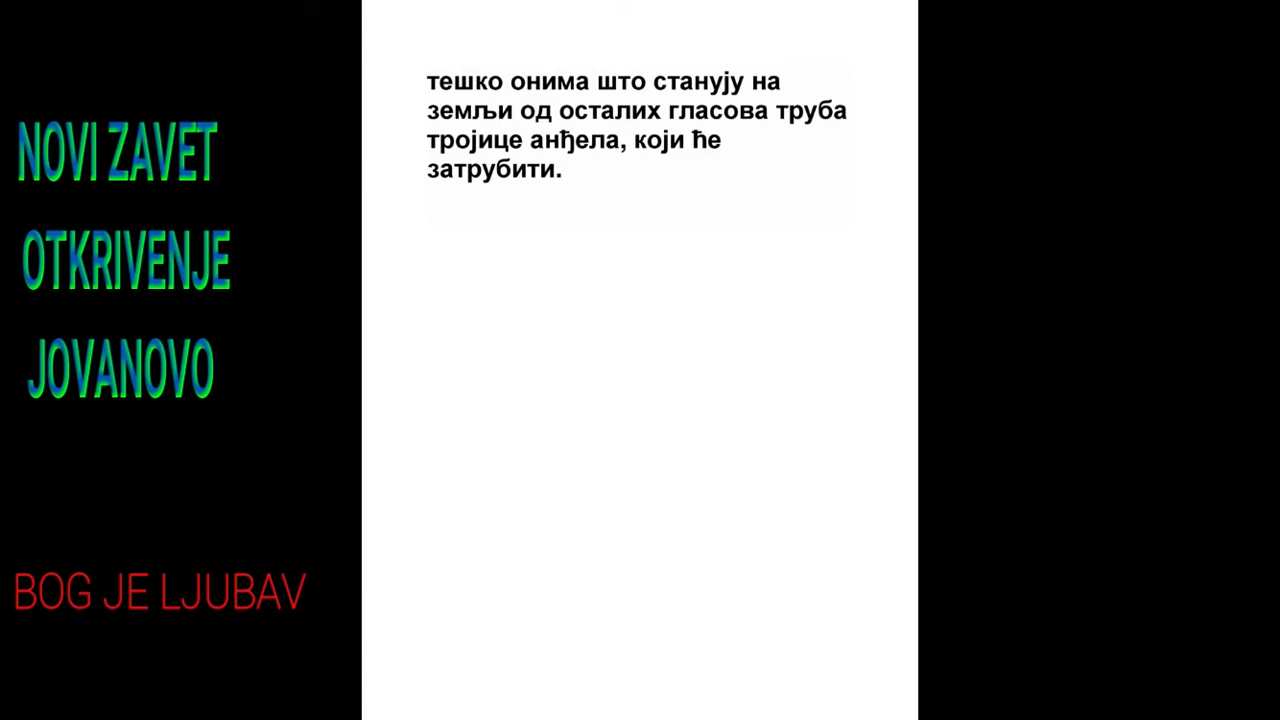 NOVI ZAVET
OTKRIVENJE
JOVANOVO
BOG JE LJUBAV
тешко онима што станују на
земљи од осталих гласова труба
тројице анђела, који ће
затрубити.